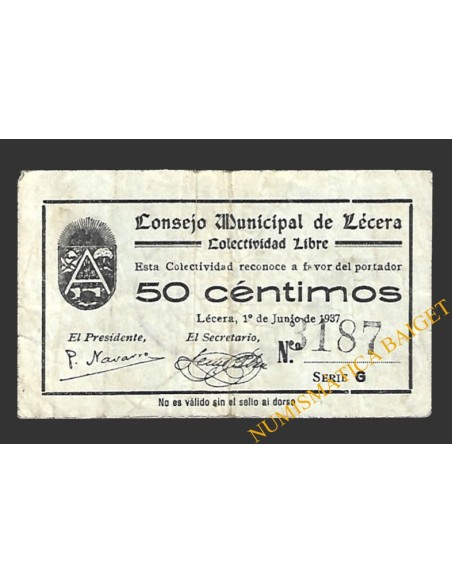 Consejo Municipal de Lécera
Colectividad Libre
Esta Colectividad reconoce a favor del portador
50 céntimos
Lécera, 1º de Junio de 1937
El Presidente, El Secretario,
P. Navarro
N.º 3187
SERIE G
No es válido sin el sello al dorso
A
NUMISMATICA BAIGET